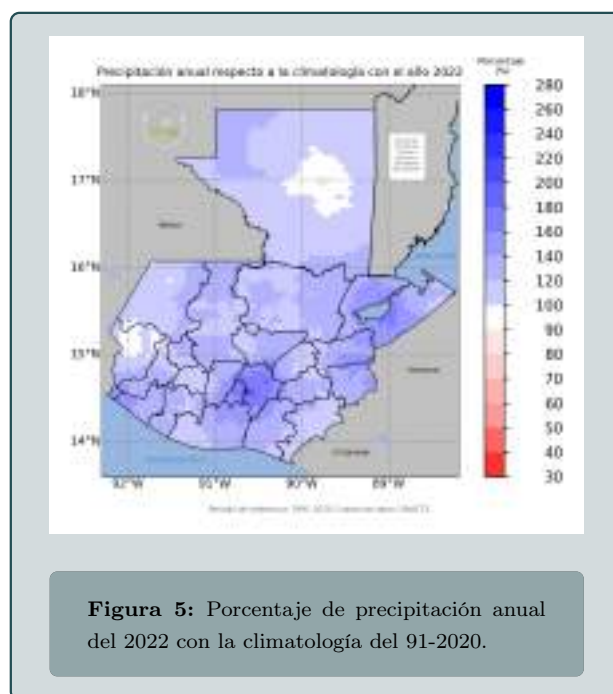 Precipitación anual respecto a la climatología con el año 2022
Porcentaje
280
260
240
220
200
180
160
140
120
100
90
80
70
60
50
40
30
18°N
17°N
16°N
15°N
14°N
92°W 91°W 90°W 89°W
Figura 5: Porcentaje de precipitación anual
del 2022 con la climatología del 91-2020.